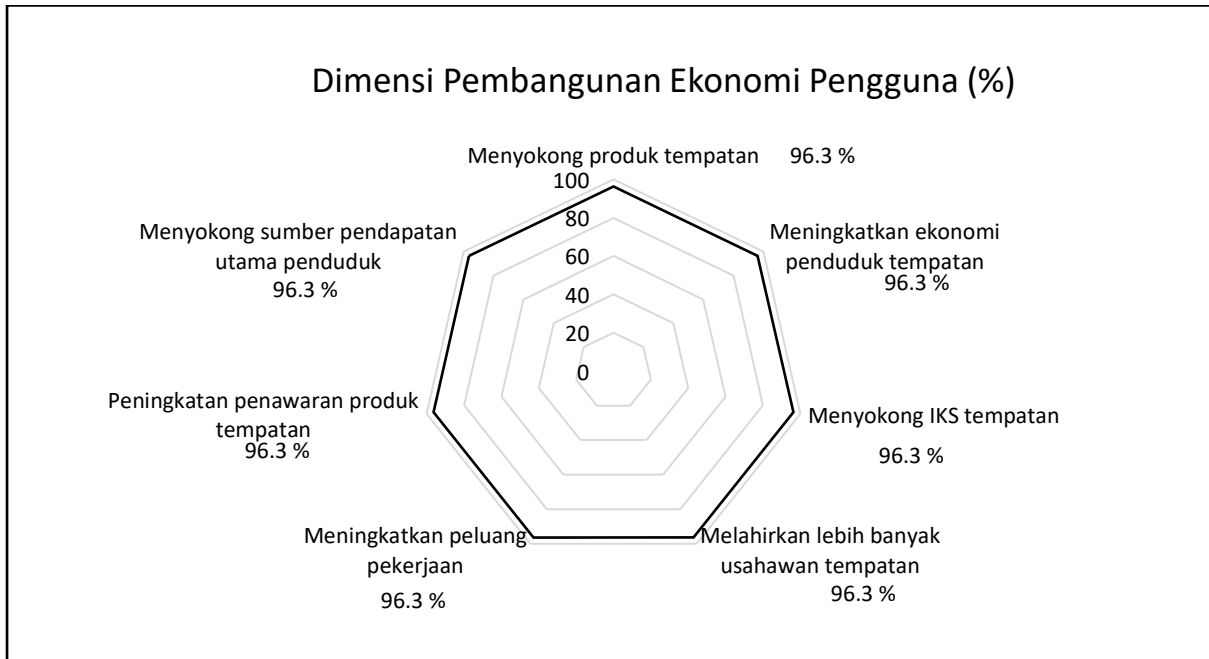 Dimensi Pembangunan Ekonomi Pengguna (%)
Menyokong produk tempatan 96.3 %
100
80
60
40
20
0
Meningkatkan ekonomi
penduduk tempatan
96.3 %
Menyokong IKS tempatan
96.3 %
Melahirkan lebih banyak
usahawan tempatan
96.3 %
Meningkatkan peluang
pekerjaan
96.3 %
Peningkatan penawaran produk
tempatan
96.3 %
Menyokong sumber pendapatan
utama penduduk
96.3 %